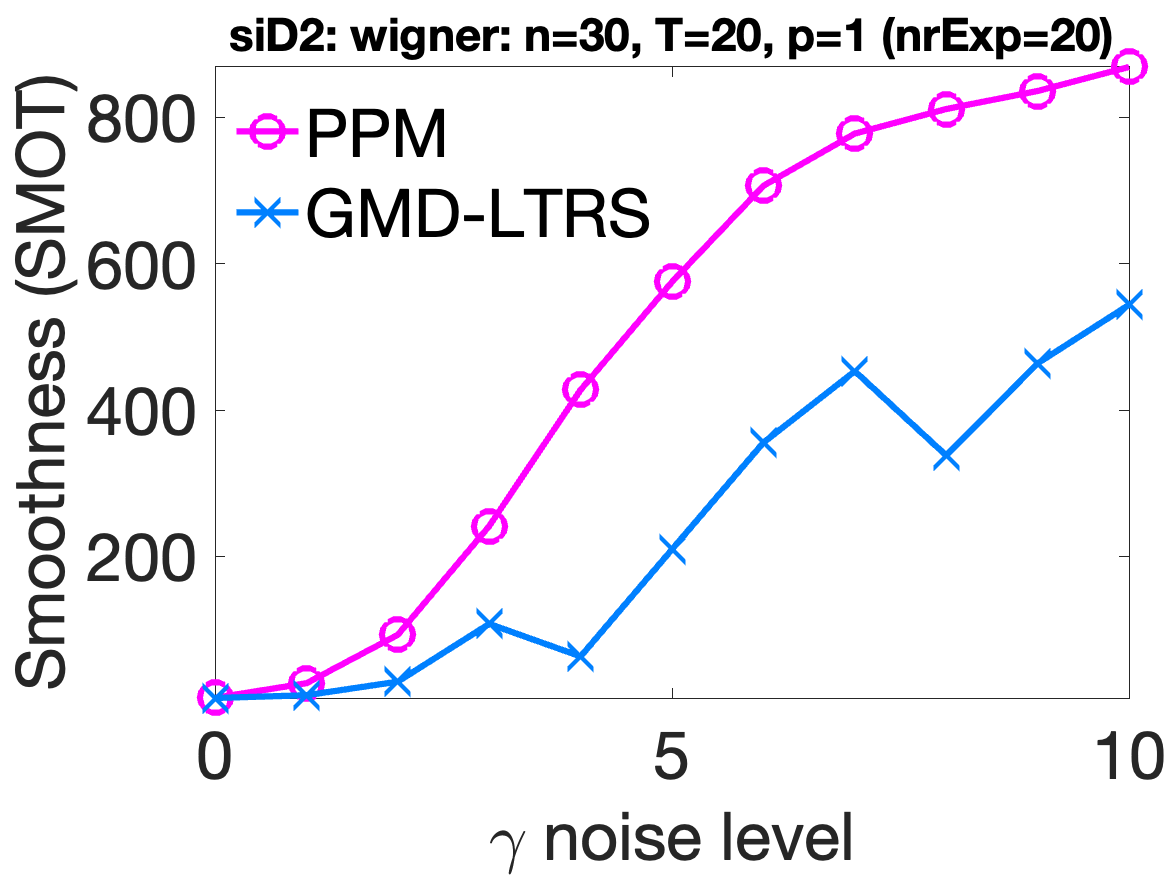 siD2: wigner: n=30, T=20, p=1 (nrExp=20)
Smoothness (SMOT)
800
600
400
200
PPM
GMD-LTRS
0
5
10
γ noise level